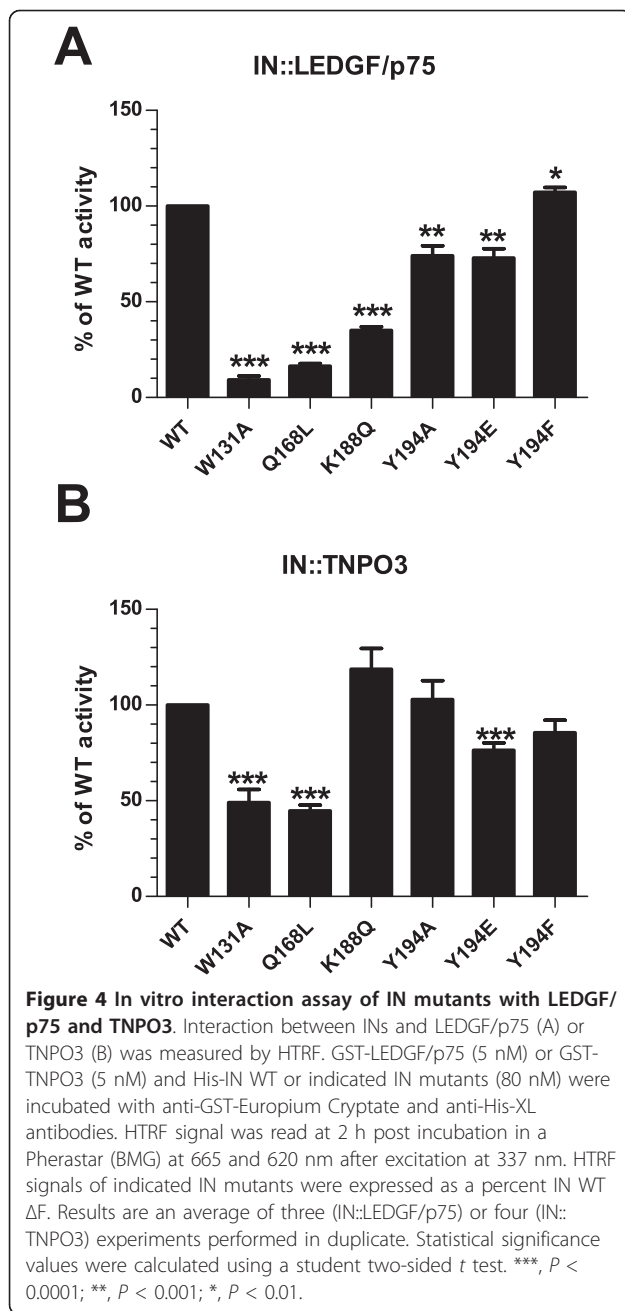 A
IN::LEDGF/p75
% of WT activity
150
100
50
0
***
***
***
**
**
*
WT
W131A
Q168L
K188Q
Y194A
Y194E
Y194F
B
IN::TNPO3
% of WT activity
150
100
50
0
***
***
***
WT
W131A
Q168L
K188Q
Y194A
Y194E
Y194F
Figure 4 In vitro interaction assay of IN mutants with LEDGF/
p75 and TNPO3. Interaction between INs and LEDGF/p75 (A) or
TNPO3 (B) was measured by HTRF. GST-LEDGF/p75 (5 nM) or GST-
TNPO3 (5 nM) and His-IN WT or indicated IN mutants (80 nM) were
incubated with anti-GST-Europium Cryptate and anti-His-XL
antibodies. HTRF signal was read at 2 h post incubation in a
Pherastar (BMG) at 665 and 620 nm after excitation at 337 nm. HTRF
signals of indicated IN mutants were expressed as a percent IN WT
ΔF. Results are an average of three (IN::LEDGF/p75) or four (IN::
TNPO3) experiments performed in duplicate. Statistical significance
values were calculated using a student two-sided t test. ***, P <
0.0001; **, P < 0.001; *, P < 0.01.